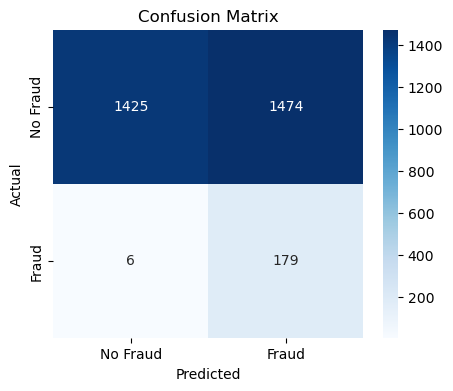 Confusion Matrix
1400
No Fraud
1425
1474
1200
1000
Actual
800
600
Fraud
6
179
400
200
No Fraud
Fraud
Predicted